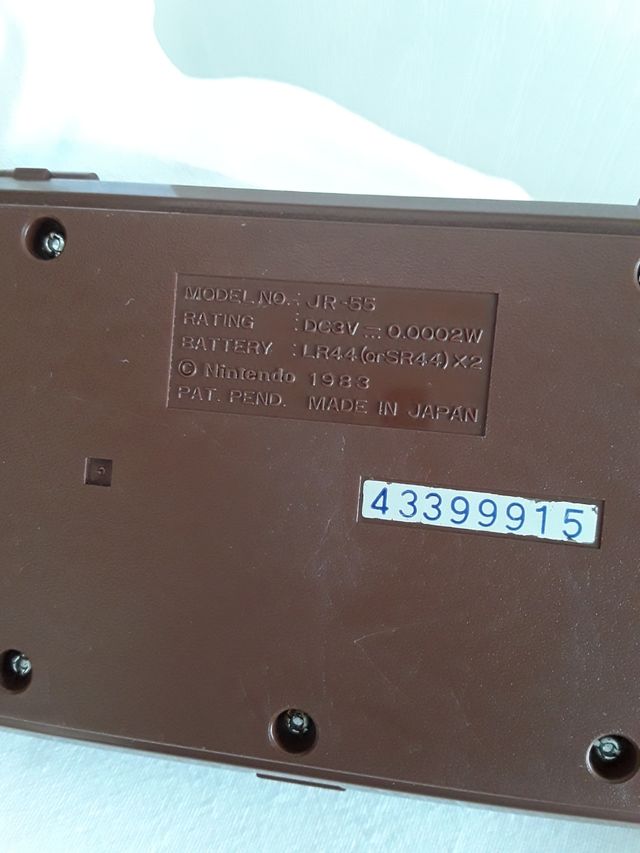 MODEL NO.: JR-55
RATING : DC3V ⎓ 0.0002W
BATTERY : LR44(orSR44)X2
© Nintendo 1983
PAT. PEND. MADE IN JAPAN
43399915